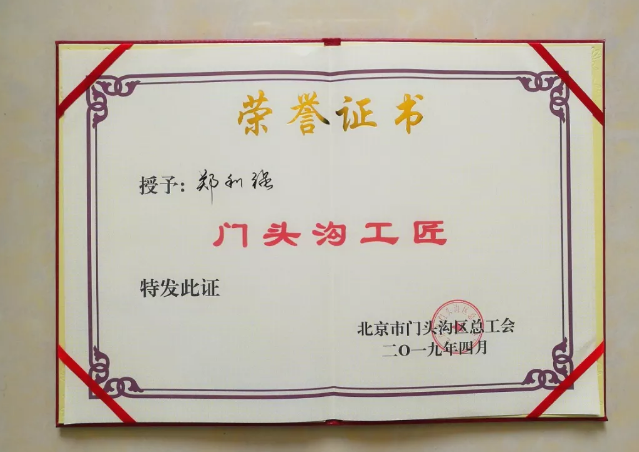 荣誉证书
授予：郑利强
门头沟工匠
特发此证
北京市门头沟区总工会
二〇一九年四月